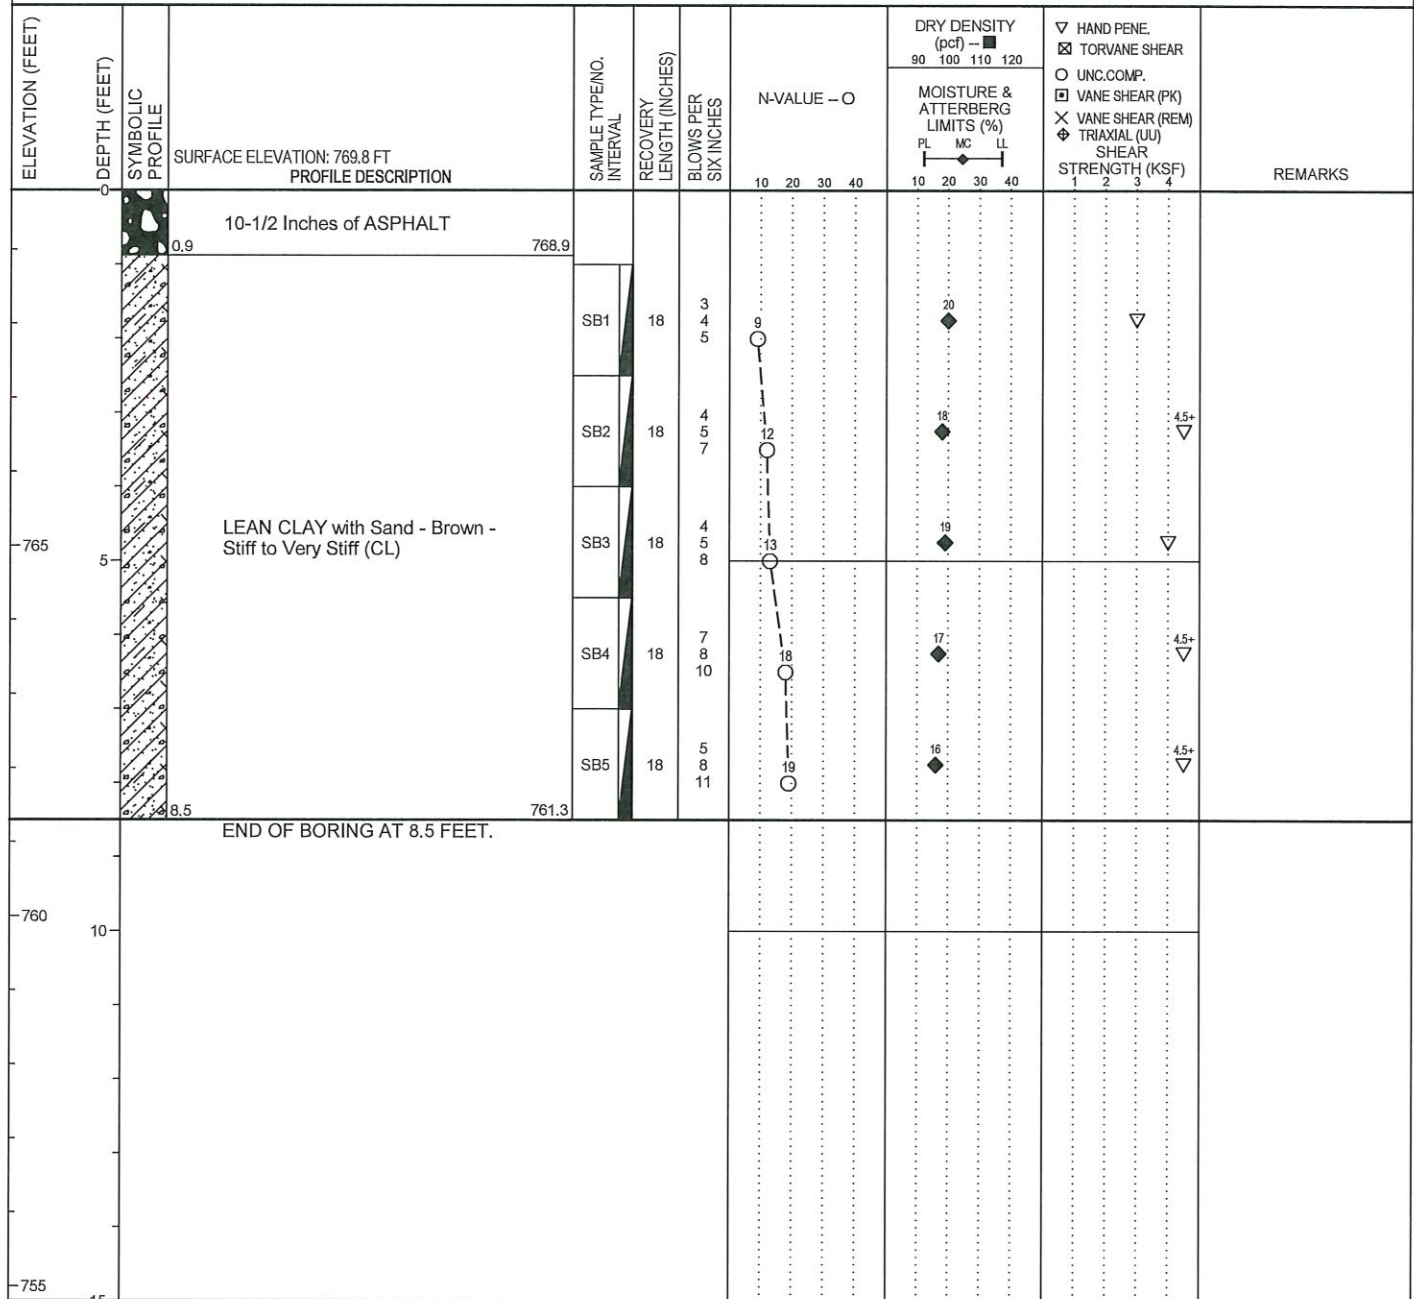 ELEVATION (FEET)
DEPTH (FEET)
SYMBOLIC
PROFILE
SURFACE ELEVATION: 769.8 FT
PROFILE DESCRIPTION
SAMPLE TYPE/NO.
INTERVAL
RECOVERY
LENGTH (INCHES)
BLOWS PER
SIX INCHES
N-VALUE -- O
10 20 30 40
DRY DENSITY
(pcf) -- ■
90 100 110 120
MOISTURE &
ATTERBERG
LIMITS (%)
PL MC LL
10 20 30 40
▽ HAND PENE.
⊠ TORVANE SHEAR
○ UNC.COMP.
⊡ VANE SHEAR (PK)
× VANE SHEAR (REM)
TRIAXIAL (UU)
SHEAR
STRENGTH (KSF)
1 2 3 4
REMARKS
0
10-1/2 Inches of ASPHALT
0.9 768.9
SB1 18
3
4
5
9
20
SB2 18
4
5
7
12
18
4.5+
765
5
LEAN CLAY with Sand - Brown -
Stiff to Very Stiff (CL)
SB3 18
4
5
8
13
19
SB4 18
7
8
10
18
17
4.5+
SB5 18
5
8
11
19
16
4.5+
8.5 761.3
END OF BORING AT 8.5 FEET.
760
10
755
15